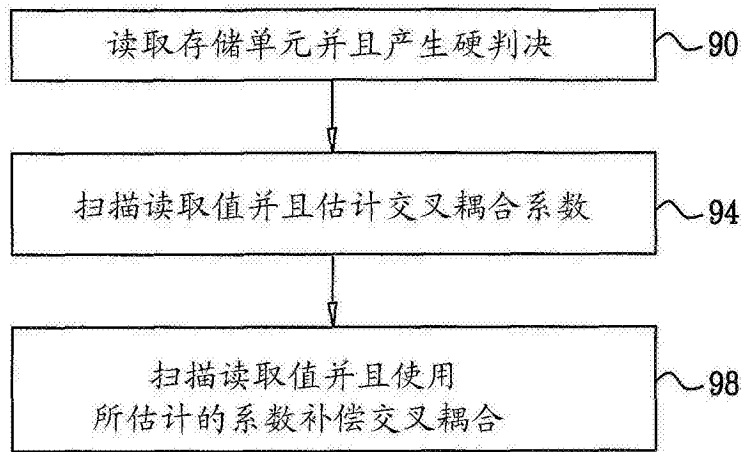 读取存储单元并且产生硬判决
90
扫描读取值并且估计交叉耦合系数
94
扫描读取值并且使用
所估计的系数补偿交叉耦合
98